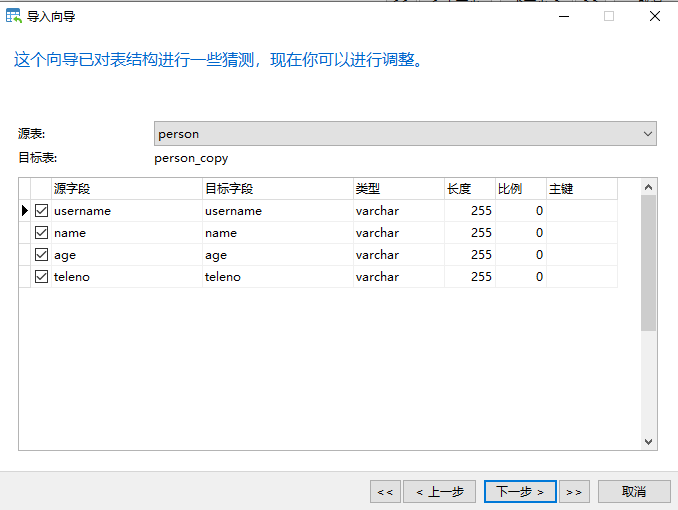 导入向导
这个向导已对表结构进行一些猜测，现在你可以进行调整。
源表: person
目标表: person_copy
源字段 目标字段 类型 长度 比例 主键
username username varchar 255 0
name name varchar 255 0
age age varchar 255 0
teleno teleno varchar 255 0
<< < 上一步 下一步 > >> 取消